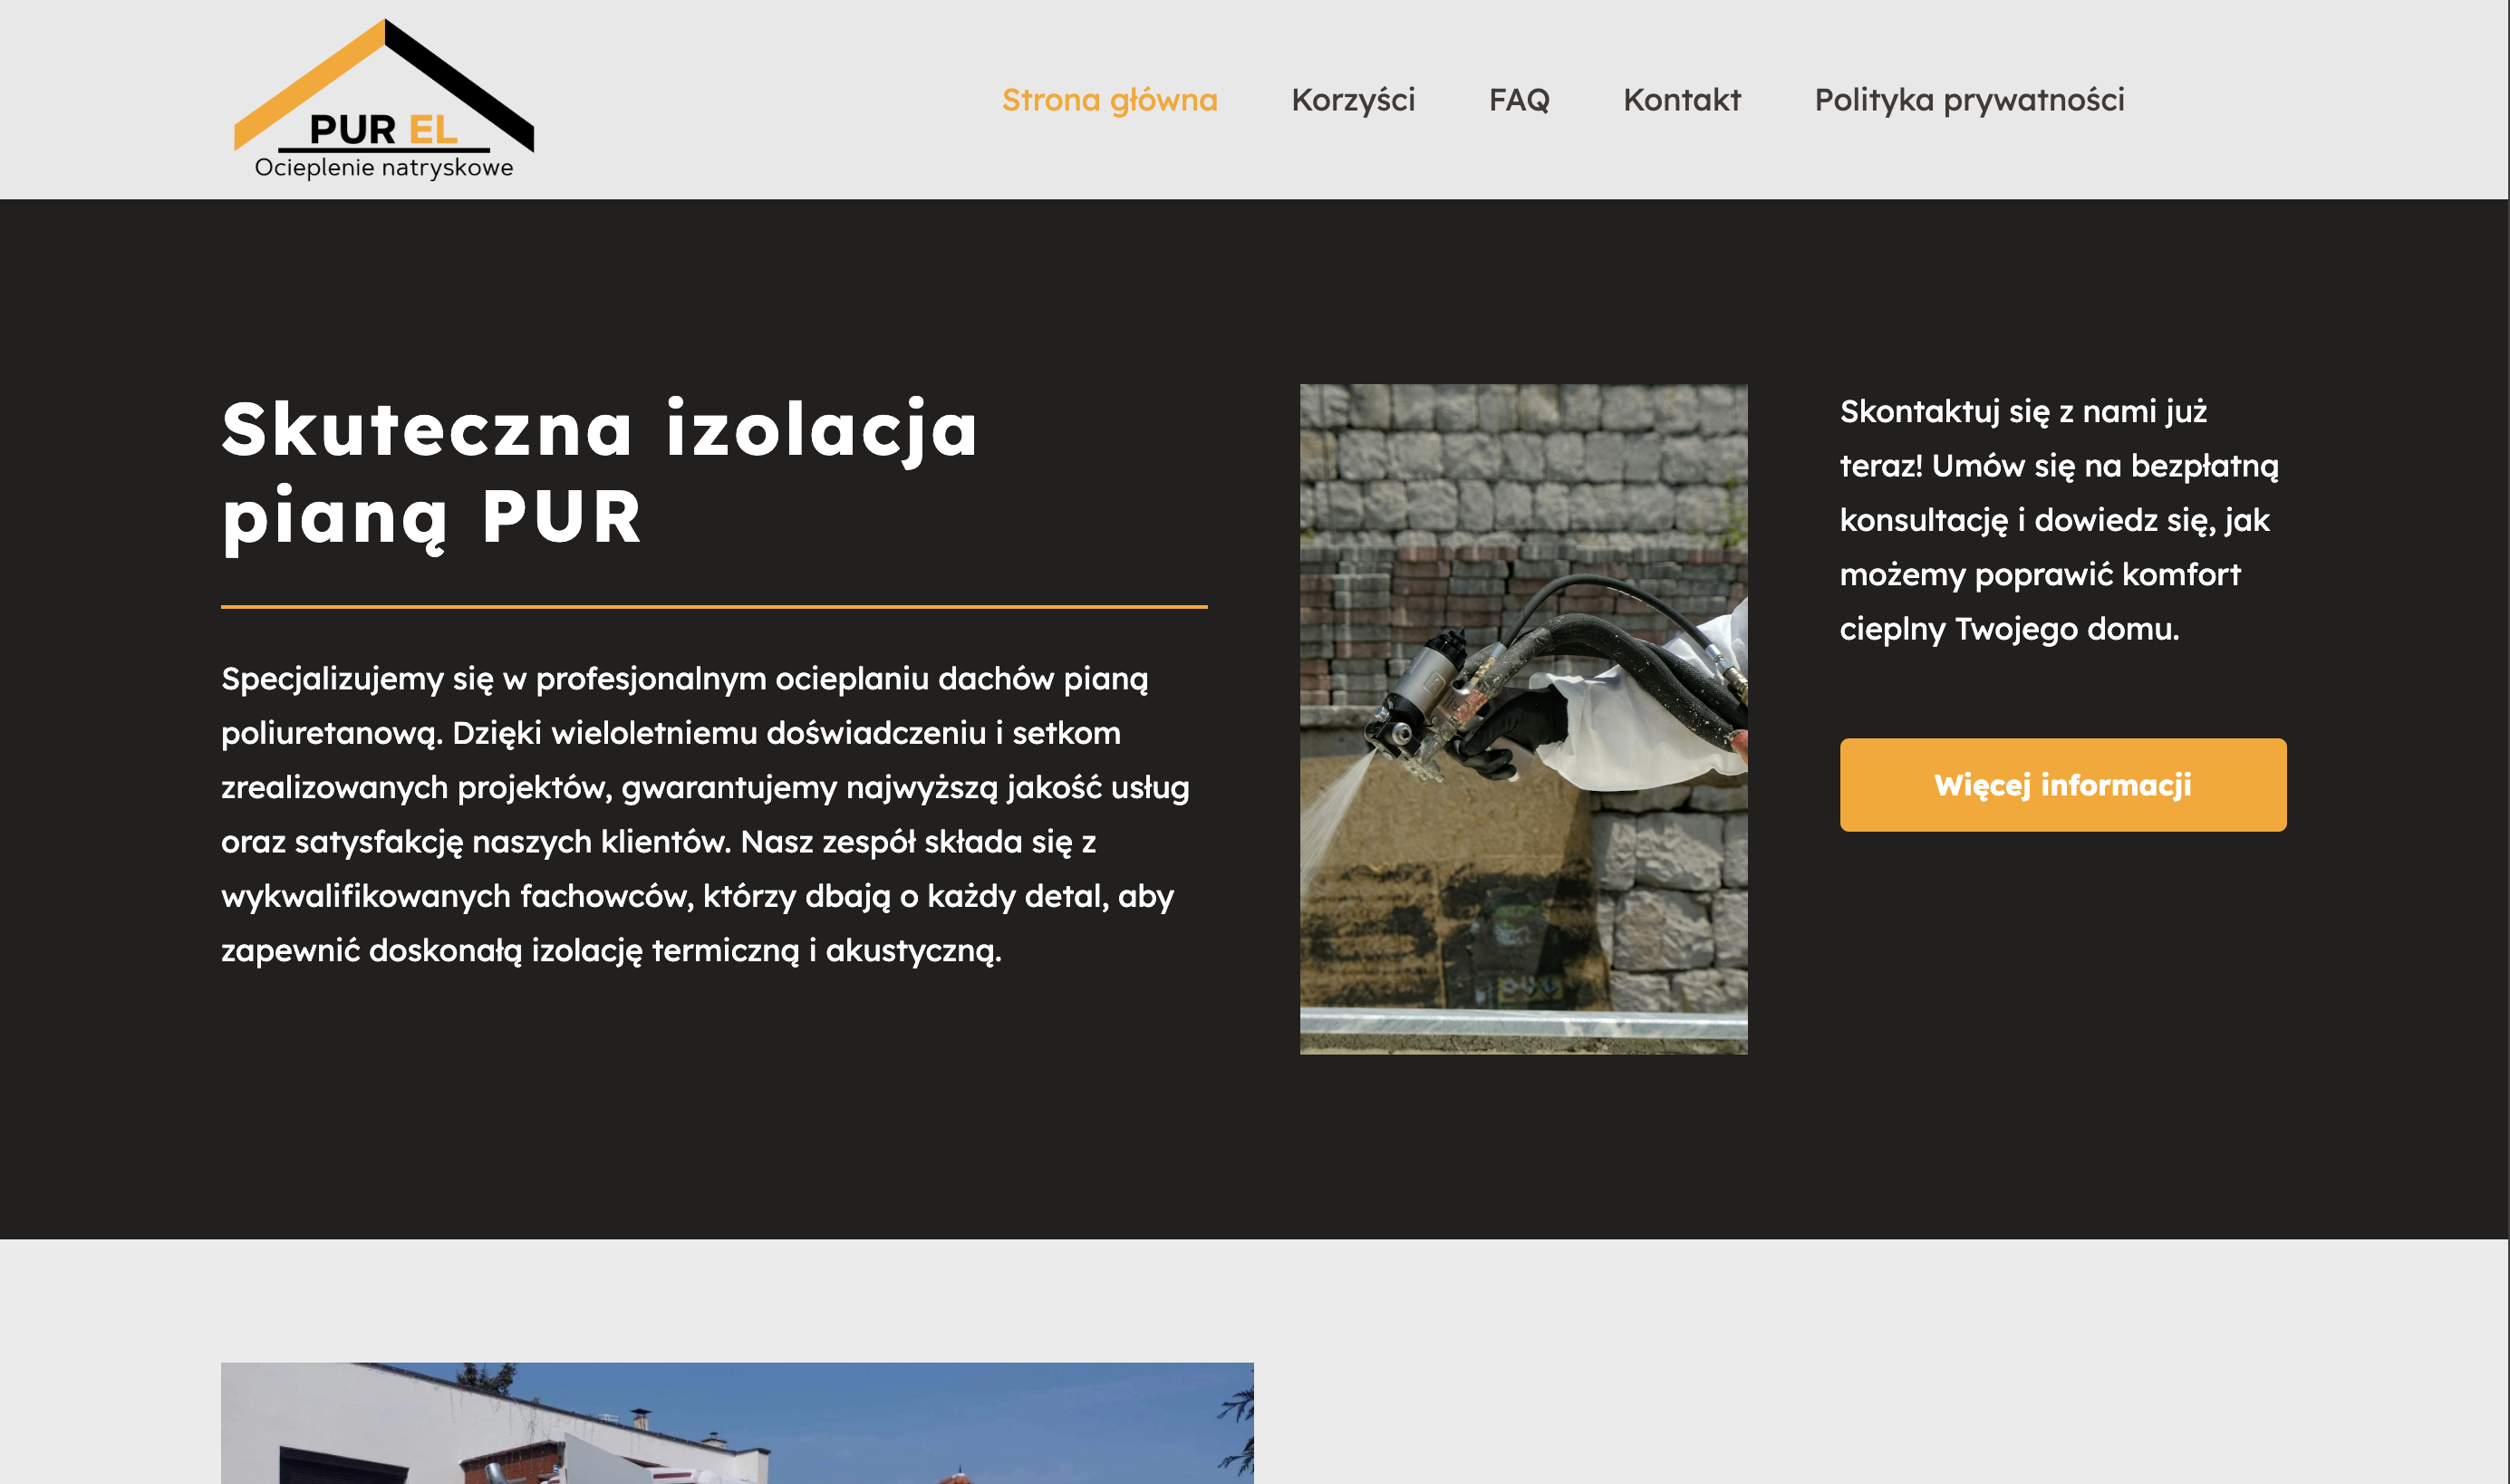 PUR EL
Ocieplenie natryskowe
Strona główna
Korzyści
FAQ
Kontakt
Polityka prywatności
Skuteczna izolacja
pianą PUR
Specjalizujemy się w profesjonalnym ocieplaniu dachów pianą
poliuretanową. Dzięki wieloletniemu doświadczeniu i setkom
zrealizowanych projektów, gwarantujemy najwyższą jakość usług
oraz satysfakcję naszych klientów. Nasz zespół składa się z
wykwalifikowanych fachowców, którzy dbają o każdy detal, aby
zapewnić doskonałą izolację termiczną i akustyczną.
Skontaktuj się z nami już
teraz! Umów się na bezpłatną
konsultację i dowiedz się, jak
możemy poprawić komfort
cieplny Twojego domu.
Więcej informacji